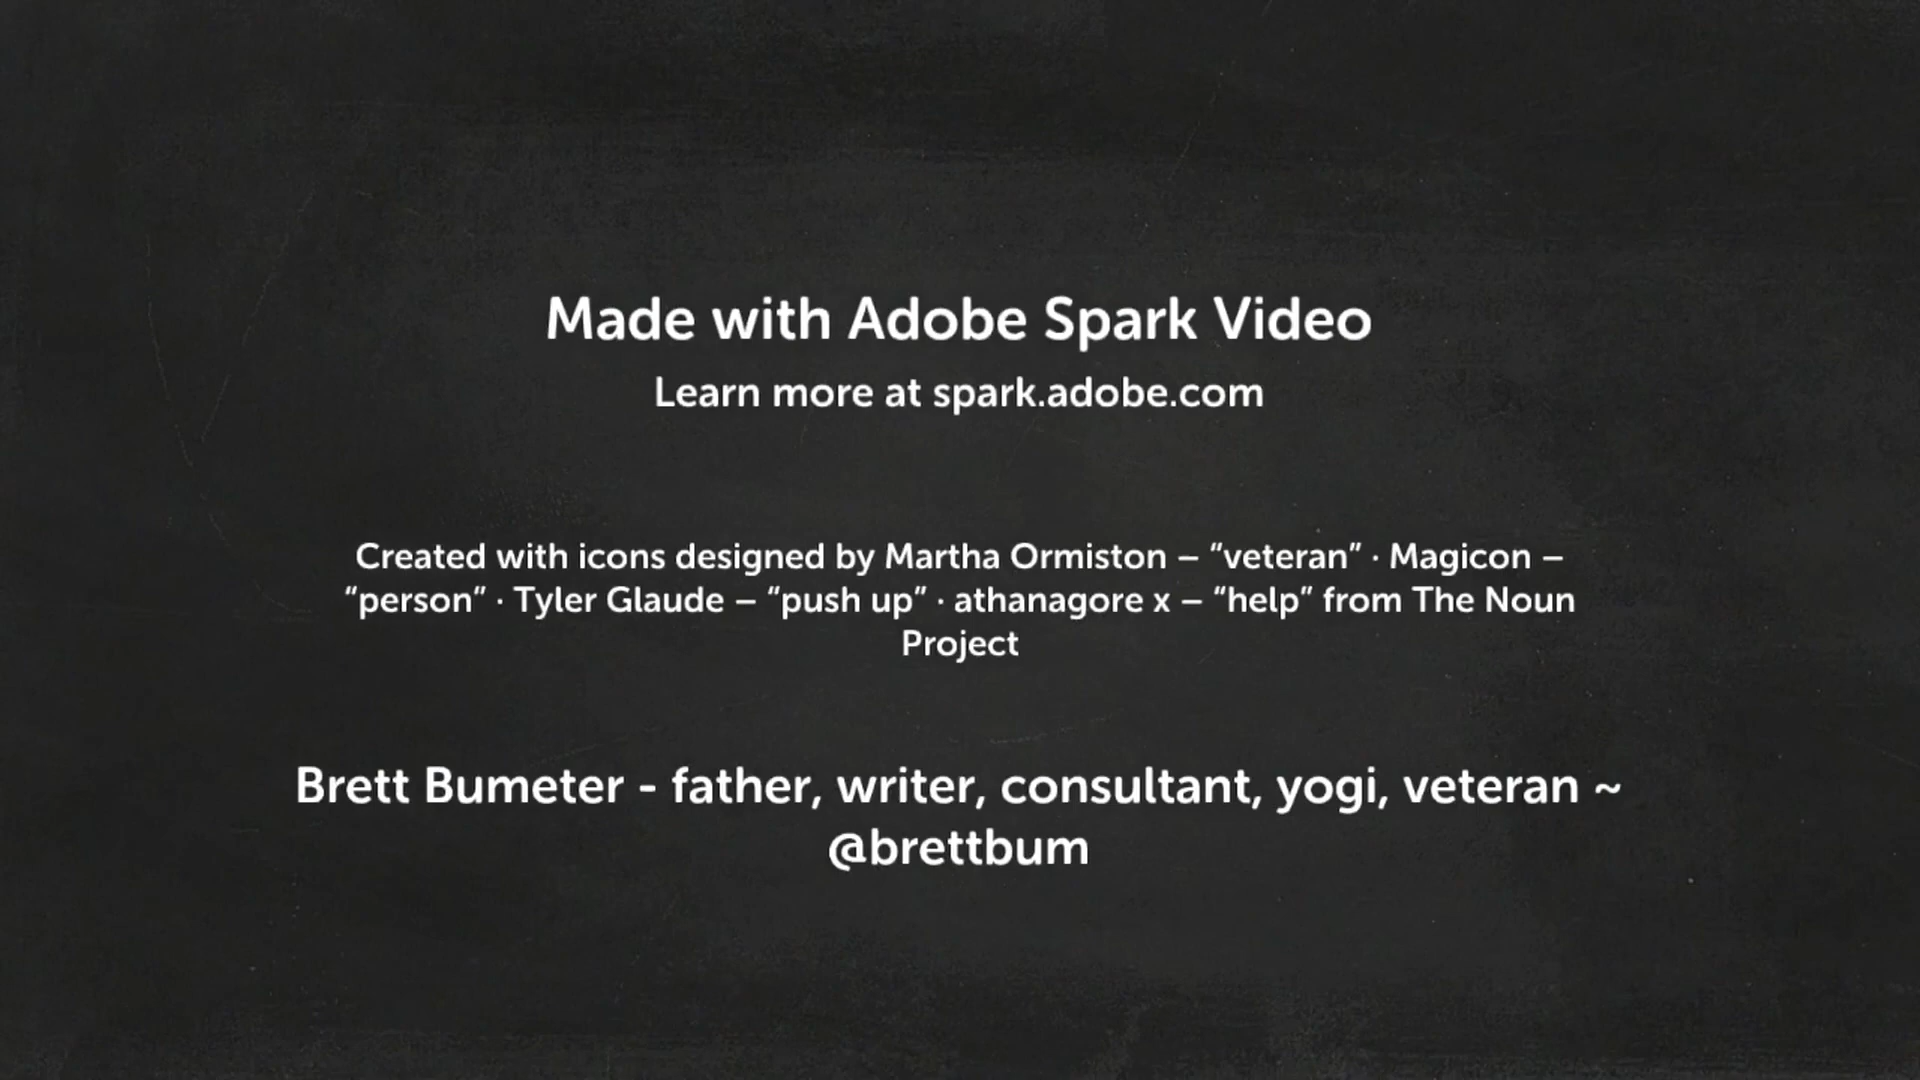 Made with Adobe Spark Video
Learn more at spark.adobe.com
Created with icons designed by Martha Ormiston – “veteran” · Magicon –
“person” · Tyler Glaude – “push up” · athanagore x – “help” from The Noun
Project
Brett Bumeter - father, writer, consultant, yogi, veteran ~
@brettbum